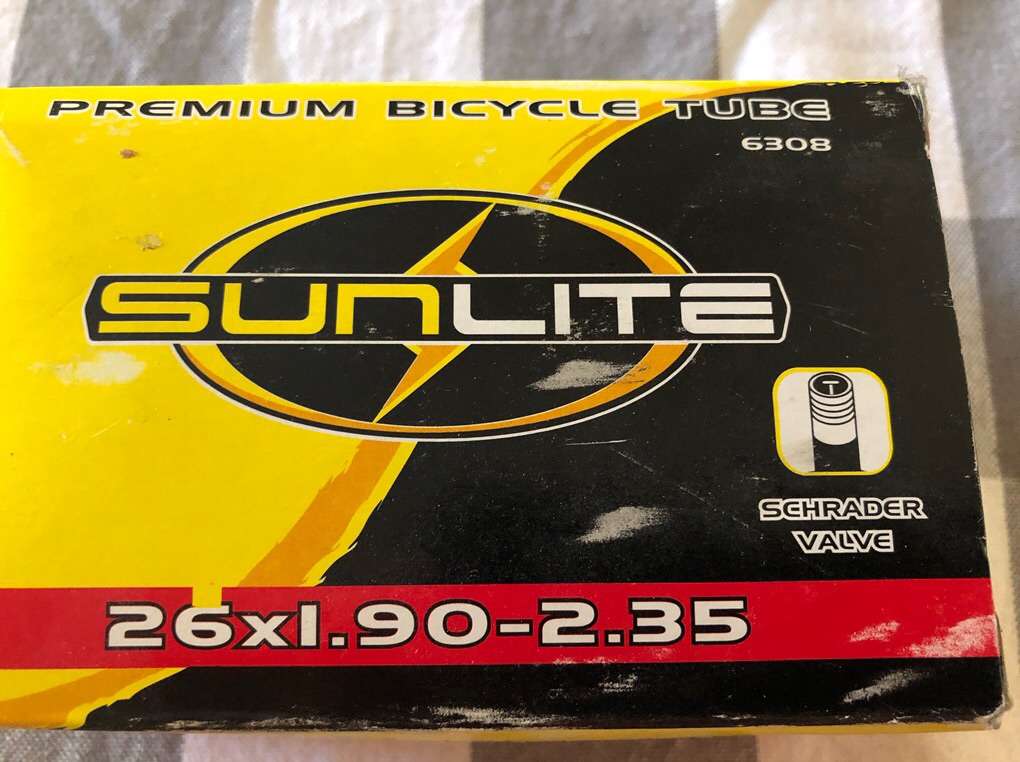 PREMIUM BICYCLE TUBE
6308
SUNLITE
SCHRADER
VALVE
26x1.90-2.35